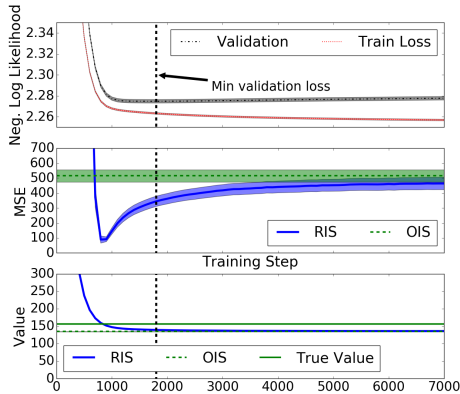 Neg. Log Likelihood
2.34
2.32
2.30
2.28
2.26
Validation
Train Loss
Min validation loss
MSE
700
600
500
400
300
200
100
0
RIS
OIS
Training Step
Value
300
250
200
150
100
50
0
RIS
OIS
True Value
0
1000
2000
3000
4000
5000
6000
7000